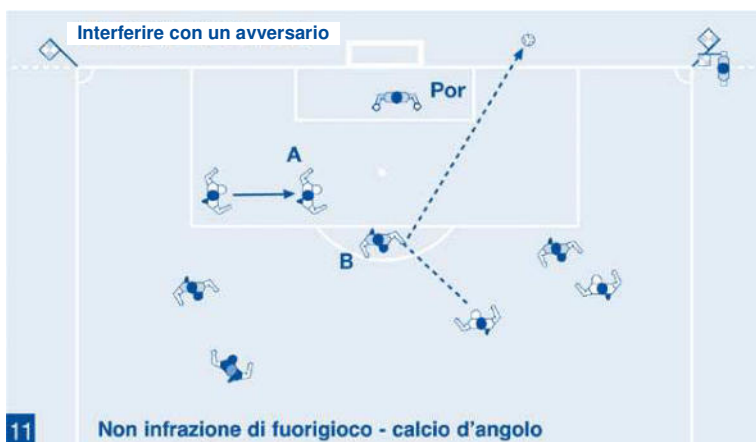 Interferire con un avversario
Por
A
B
11
Non infrazione di fuorigioco - calcio d'angolo